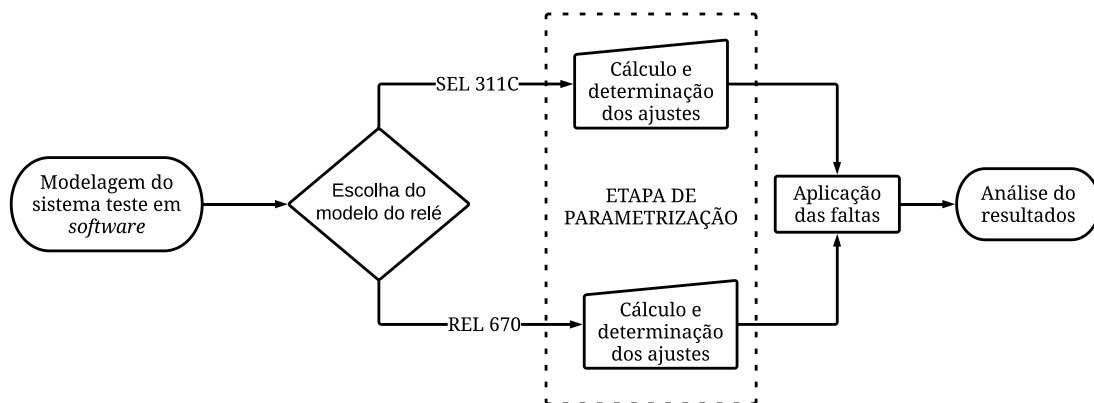 Modelagem do
sistema teste em
software
Escolha do
modelo do relé
SEL 311C
Cálculo e
determinação
dos ajustes
ETAPA DE
PARAMETRIZAÇÃO
REL 670
Cálculo e
determinação
dos ajustes
Aplicação
das faltas
Análise do
resultados